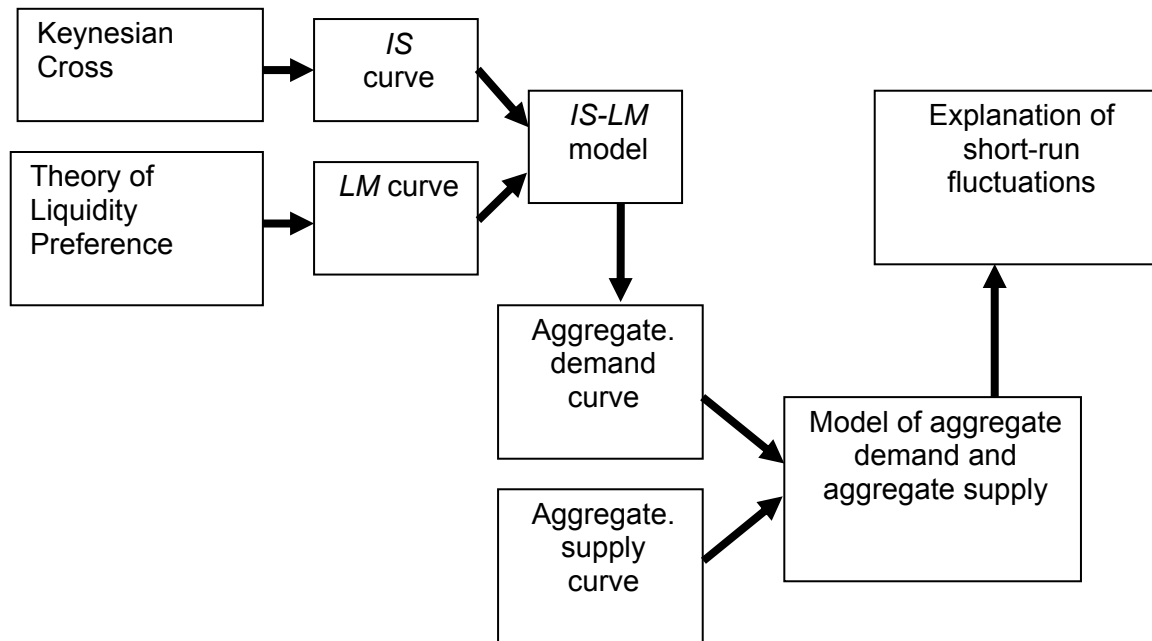 Keynesian
Cross
IS
curve
IS-LM
model
Explanation of
short-run
fluctuations
Theory of
Liquidity
Preference
LM curve
Aggregate.
demand
curve
Model of aggregate
demand and
aggregate supply
Aggregate.
supply
curve